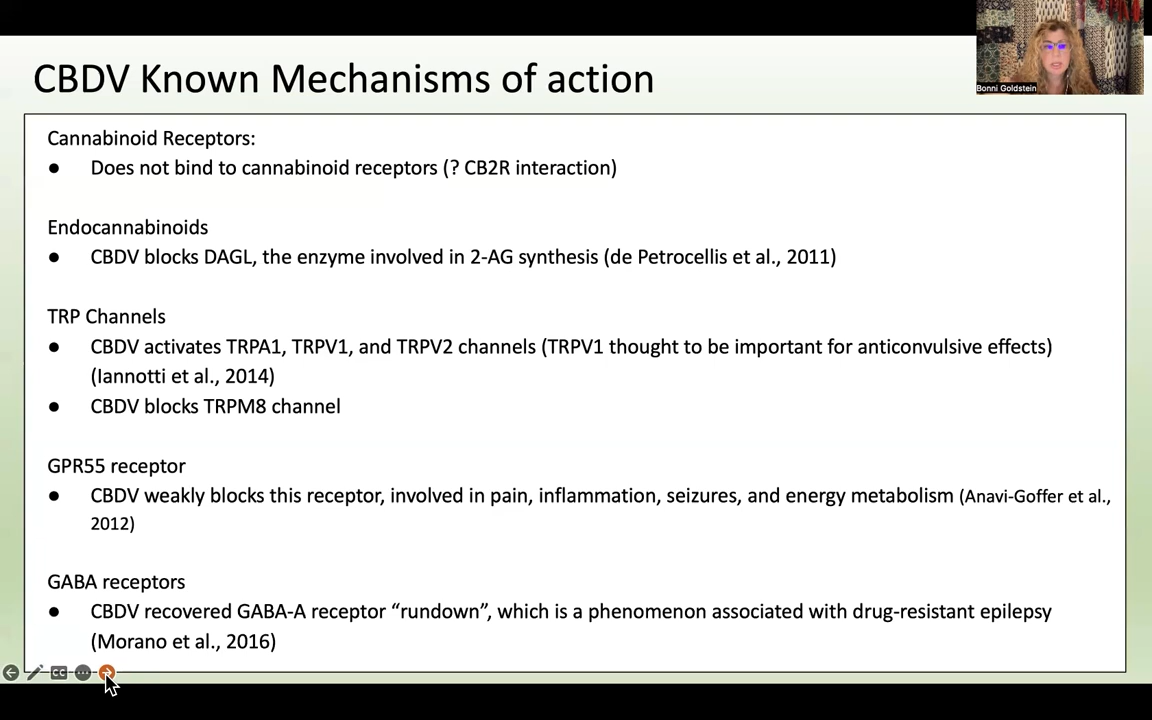 CBDV Known Mechanisms of action
Bonni Goldstein
Cannabinoid Receptors:
● Does not bind to cannabinoid receptors (? CB2R interaction)
Endocannabinoids
● CBDV blocks DAGL, the enzyme involved in 2-AG synthesis (de Petrocellis et al., 2011)
TRP Channels
● CBDV activates TRPA1, TRPV1, and TRPV2 channels (TRPV1 thought to be important for anticonvulsive effects)
(Iannotti et al., 2014)
● CBDV blocks TRPM8 channel
GPR55 receptor
● CBDV weakly blocks this receptor, involved in pain, inflammation, seizures, and energy metabolism (Anavi-Goffer et al.,
2012)
GABA receptors
● CBDV recovered GABA-A receptor “rundown”, which is a phenomenon associated with drug-resistant epilepsy
(Morano et al., 2016)
CC